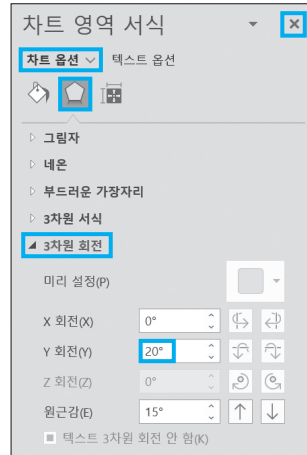 차트 영역 서식
차트 옵션 텍스트 옵션
그림자
네온
부드러운 가장자리
3차원 서식
3차원 회전
미리 설정(P)
X 회전(X) 0°
Y 회전(Y) 20°
Z 회전(Z) 0°
원근감(E) 15°
텍스트 3차원 회전 안 함(K)